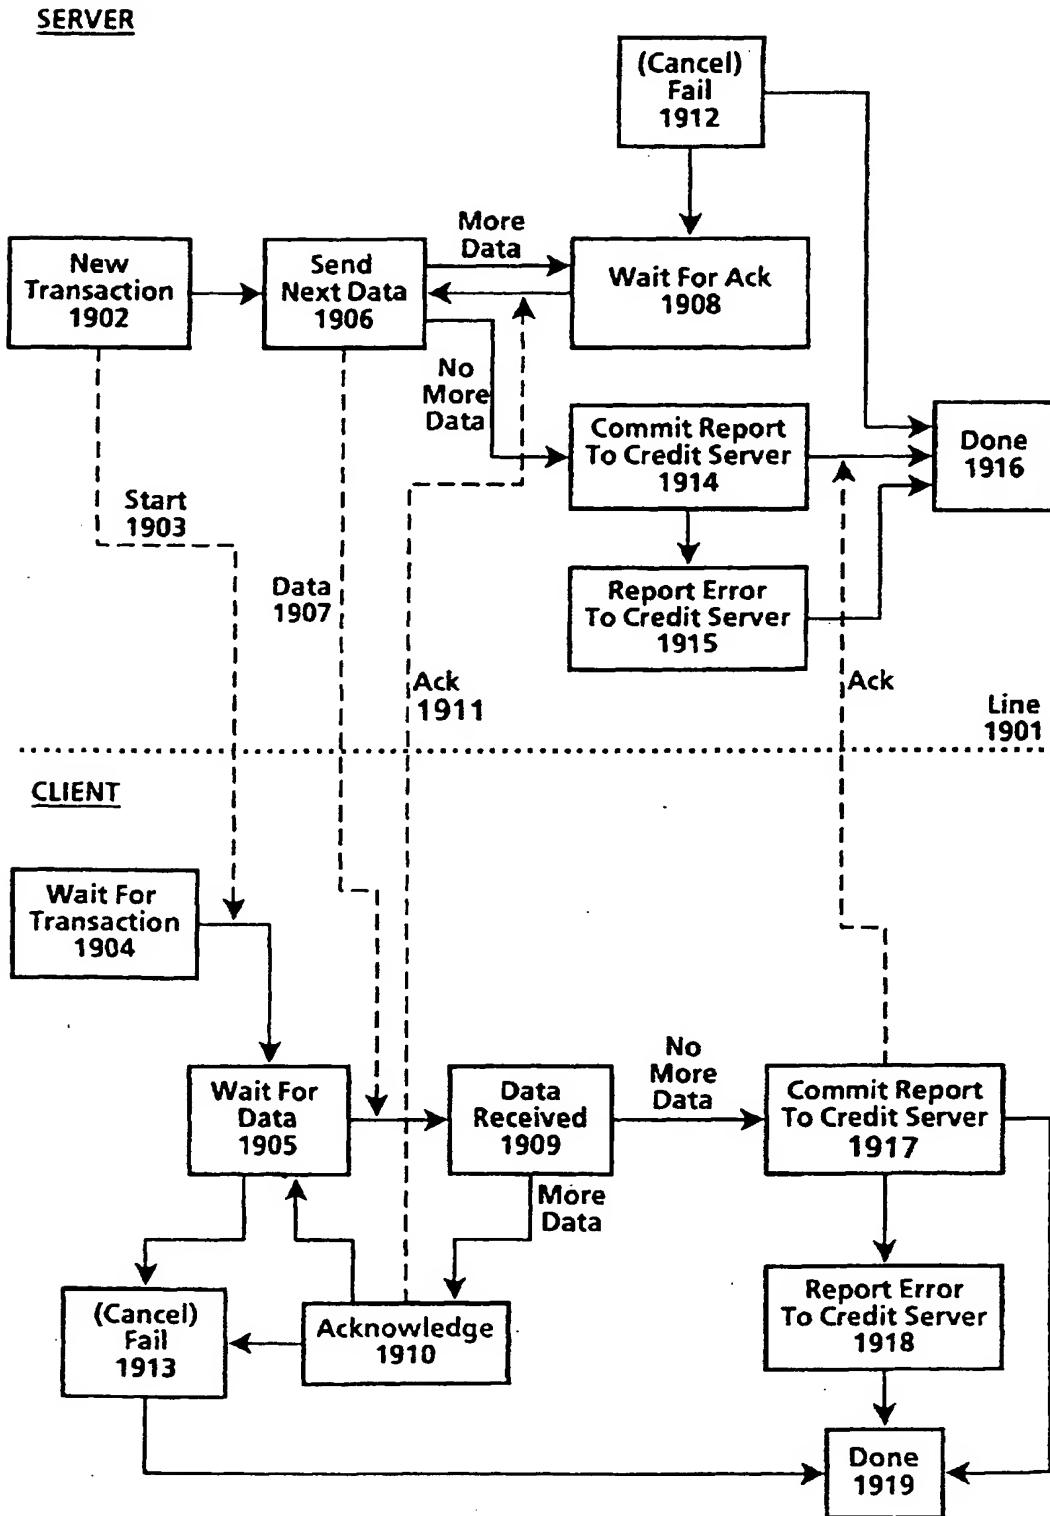 SERVER
(Cancel)
Fail
1912
New
Transaction
1902
Send
Next Data
1906
More
Data
Wait For Ack
1908
No
More
Data
Commit Report
To Credit Server
1914
Done
1916
Start
1903
Data
1907
Report Error
To Credit Server
1915
Ack
1911
Ack
Line
1901
CLIENT
Wait For
Transaction
1904
Wait For
Data
1905
Data
Received
1909
No
More
Data
Commit Report
To Credit Server
1917
More
Data
(Cancel)
Fail
1913
Acknowledge
1910
Report Error
To Credit Server
1918
Done
1919